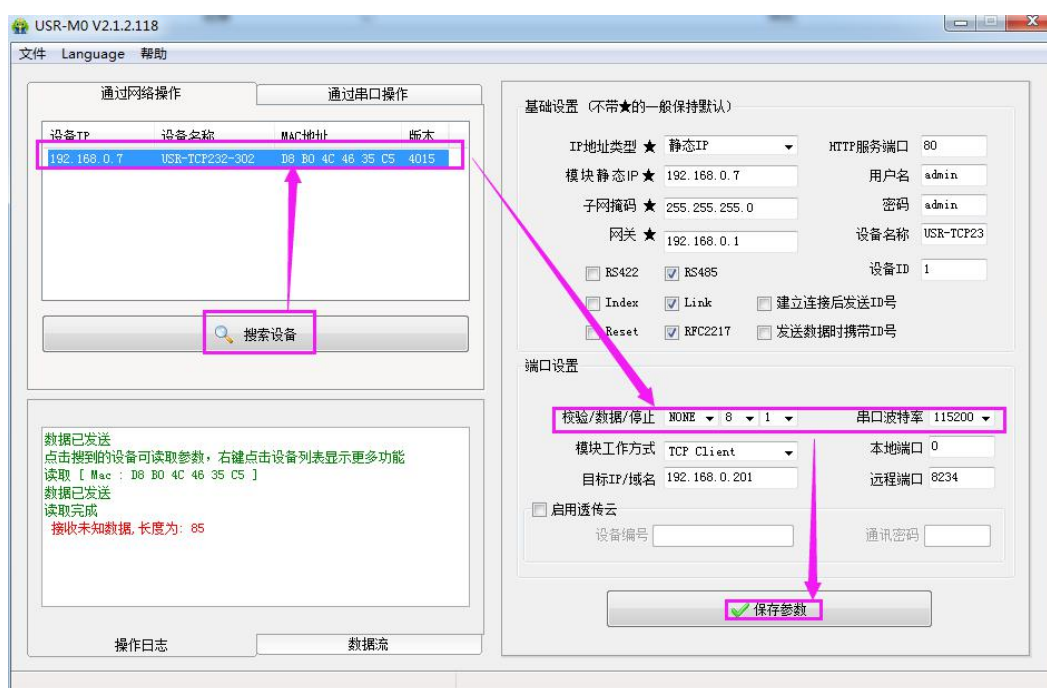 USR-M0 V2.1.2.118
文件 Language 帮助
通过网络操作 通过串口操作
设备IP 设备名称 MAC地址 版本
192.168.0.7 USR-TCP232-302 D8 B0 4C 46 35 C5 4015
搜索设备
数据已发送
点击搜到的设备可读取参数，右键点击设备列表显示更多功能
读取 [ Mac : D8 B0 4C 46 35 C5 ]
数据已发送
读取完成
接收未知数据,长度为: 85
操作日志 数据流
基础设置 (不带★的一般保持默认)
IP地址类型 ★ 静态IP HTTP服务端口 80
模块静态IP★ 192.168.0.7 用户名 admin
子网掩码 ★ 255.255.255.0 密码 admin
网关 ★ 192.168.0.1 设备名称 USR-TCP23
RS422 RS485 设备ID 1
Index Link 建立连接后发送ID号
Reset RFC2217 发送数据时携带ID号
端口设置
校验/数据/停止 NONE 8 1 串口波特率 115200
模块工作方式 TCP Client 本地端口 0
目标IP/域名 192.168.0.201 远程端口 8234
启用透传云
设备编号 通讯密码
保存参数